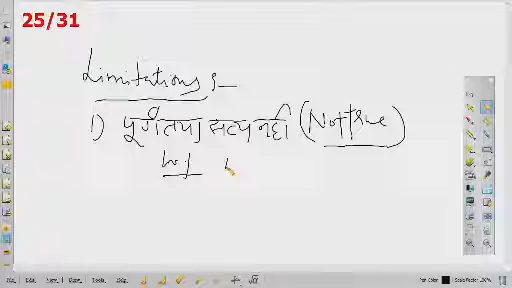 25/31
Limitations :-
1) पूर्णतया सत्य नहीं (Not true)